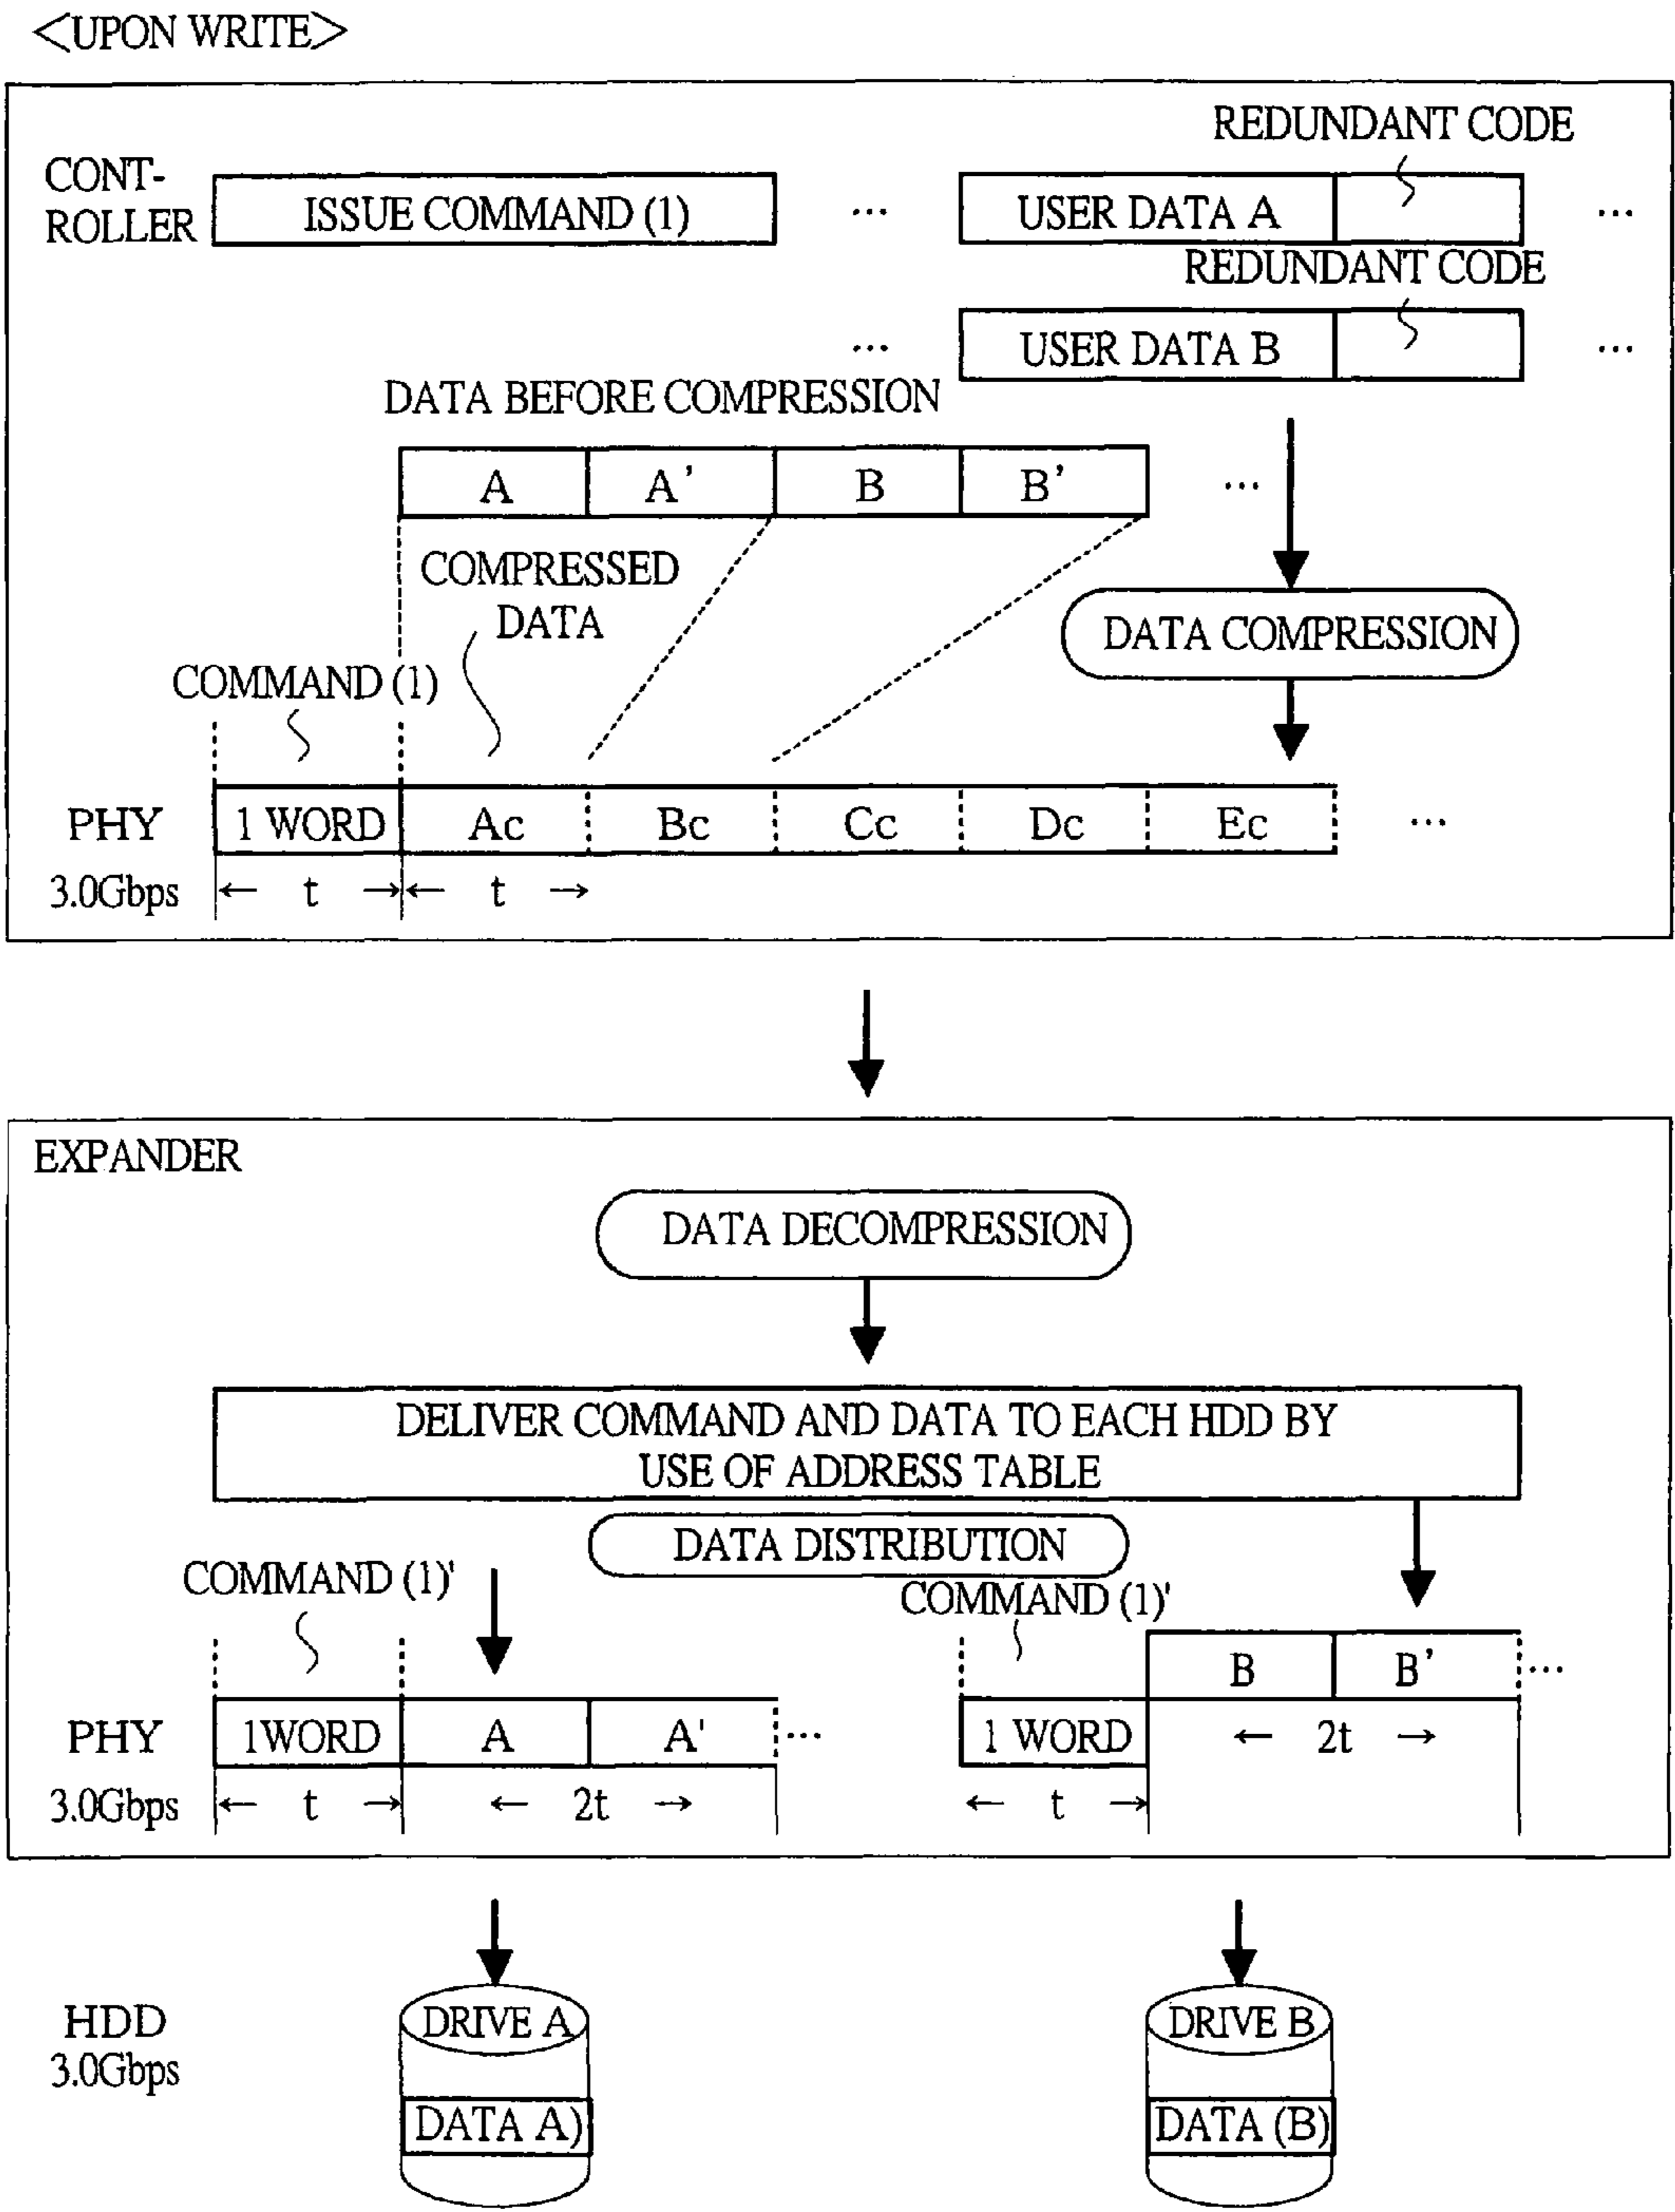 <UPON WRITE>
REDUNDANT CODE
CONT-
ROLLER
ISSUE COMMAND (1)
...
USER DATA A
...
REDUNDANT CODE
...
USER DATA B
...
DATA BEFORE COMPRESSION
A
A'
B
B'
...
COMPRESSED
DATA
DATA COMPRESSION
COMMAND (1)
PHY
1 WORD
Ac
Bc
Cc
Dc
Ec
...
3.0Gbps
← t →
← t →
EXPANDER
DATA DECOMPRESSION
DELIVER COMMAND AND DATA TO EACH HDD BY
USE OF ADDRESS TABLE
DATA DISTRIBUTION
COMMAND (1)'
COMMAND (1)'
B
B'
...
PHY
1WORD
A
A'
...
1 WORD
← 2t →
3.0Gbps
← t →
← 2t →
← t →
HDD
3.0Gbps
DRIVE A
DRIVE B
DATA A)
DATA (B)